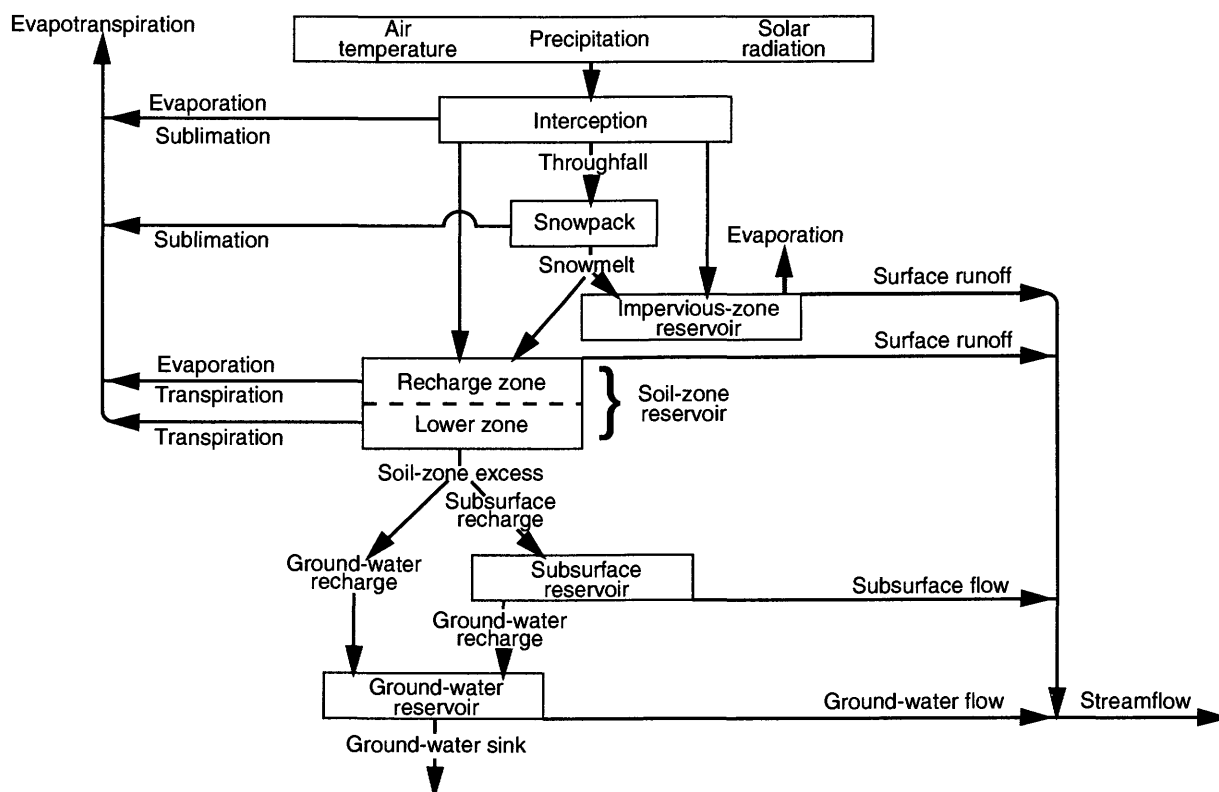 Evapotranspiration
Air
temperature
Precipitation
Solar
radiation
Evaporation
Sublimation
Interception
Throughfall
Snowpack
Sublimation
Snowmelt
Evaporation
Surface runoff
Impervious-zone
reservoir
Surface runoff
Evaporation
Transpiration
Recharge zone
Soil-zone
reservoir
Lower zone
Transpiration
Soil-zone excess
Subsurface
recharge
Ground-water
recharge
Subsurface
reservoir
Subsurface flow
Ground-water
recharge
Ground-water
reservoir
Ground-water flow
Streamflow
Ground-water sink